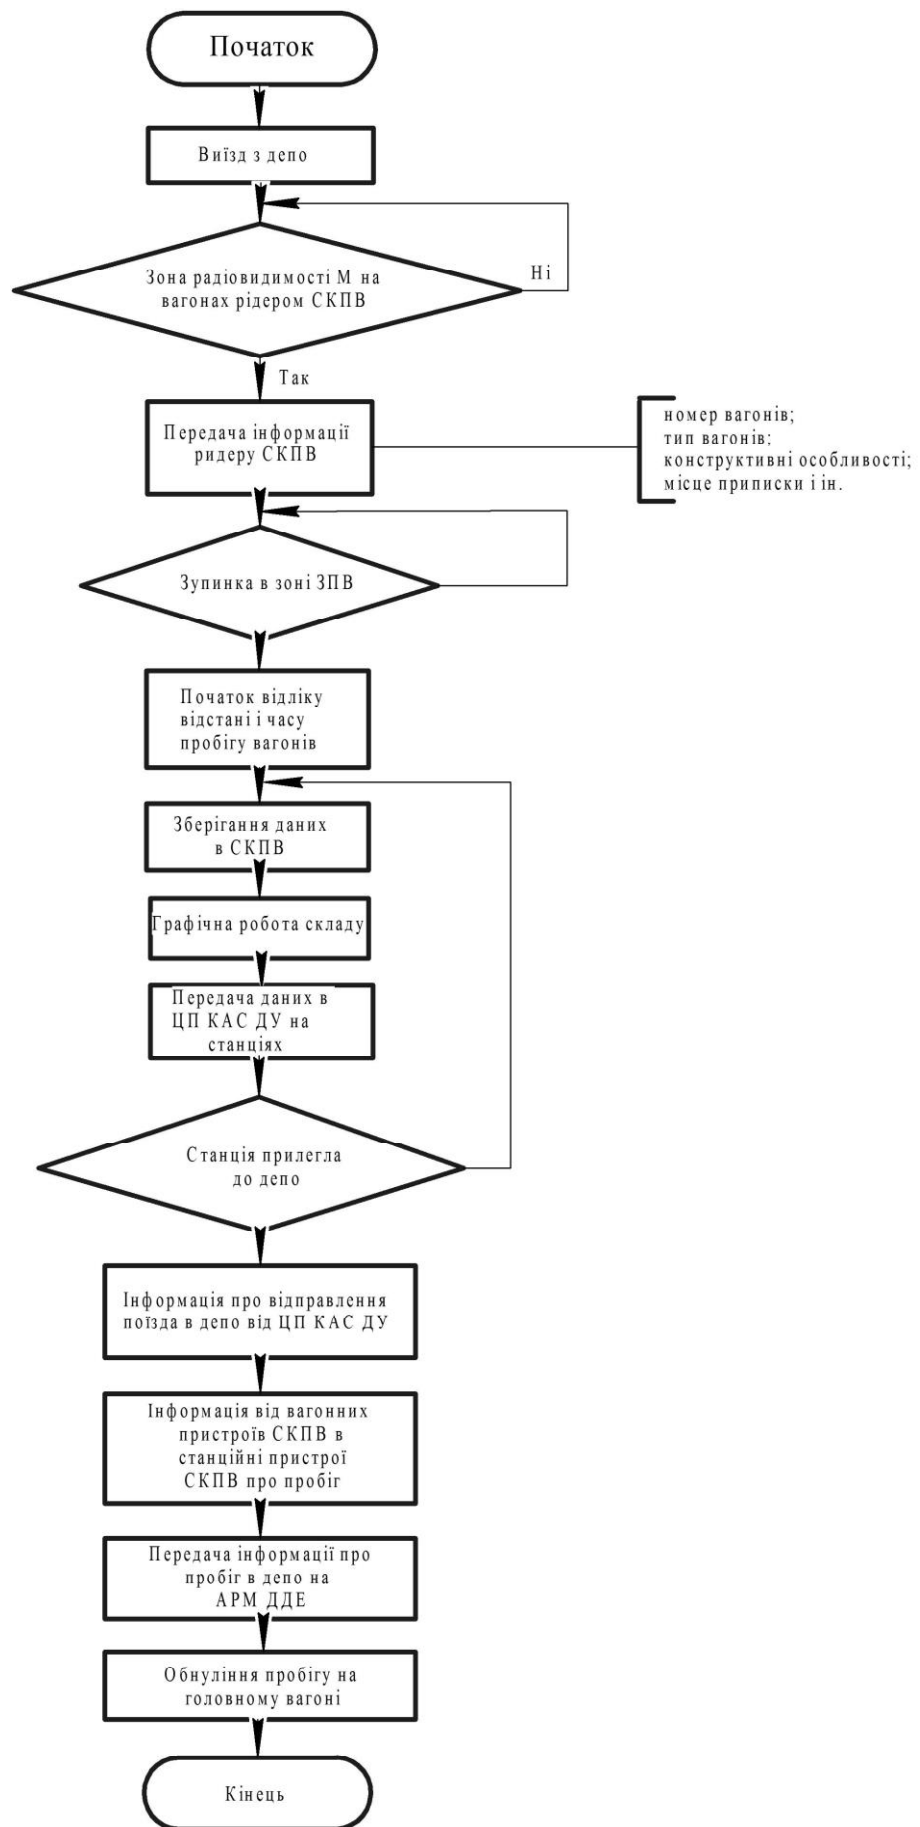 Початок
Виїзд з депо
Зона радіовидимості М на
вагонах рідером СКПВ
Ні
Так
Передача інформації
ридеру СКПВ
номер вагонів;
тип вагонів;
конструктивні особливості;
місце приписки і ін.
Зупинка в зоні ЗПВ
Початок відліку
відстані і часу
пробігу вагонів
Зберігання даних
в СКПВ
Графічна робота складу
Передача даних в
ЦП КАС ДУ на
станціях
Станція прилегла
до депо
Інформація про відправлення
поїзда в депо від ЦП КАС ДУ
Інформація від вагонних
пристроїв СКПВ в
станційні пристрої
СКПВ про пробіг
Передача інформації про
пробіг в депо на
АРМ ДДЕ
Обнуління пробігу на
головному вагоні
Кінець